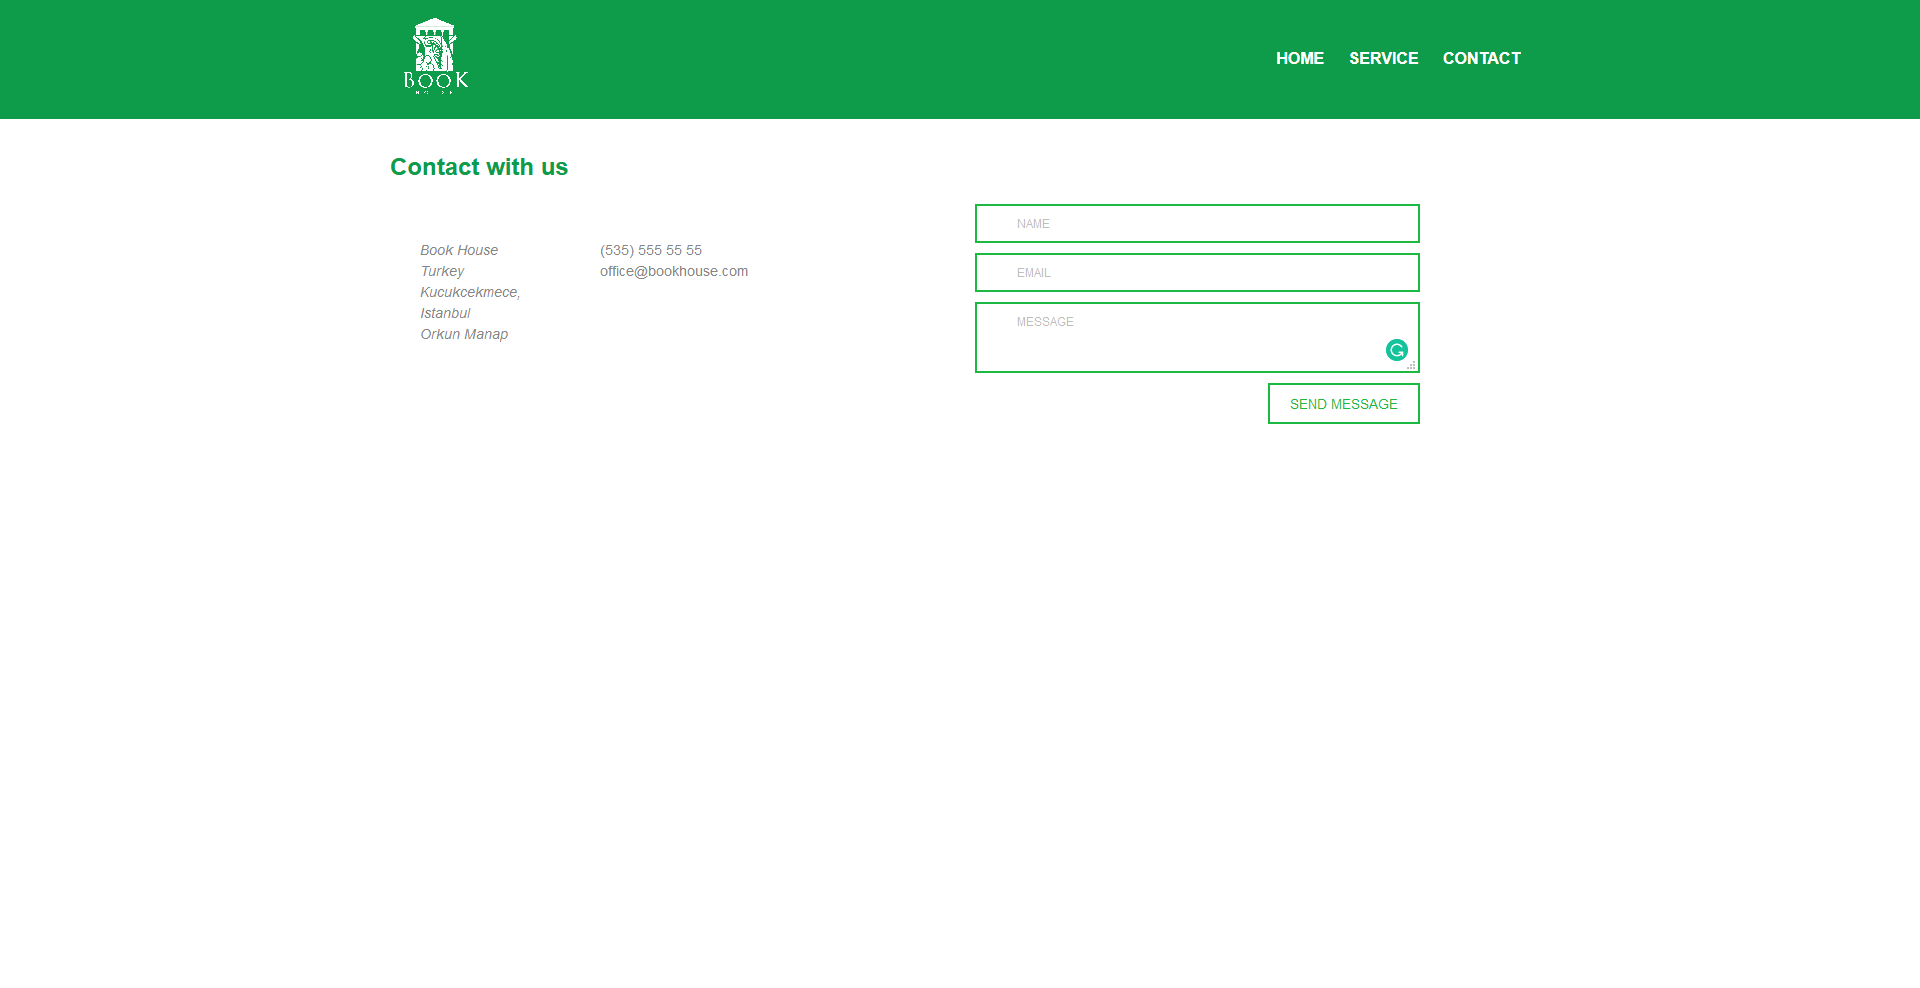 BOOK
HOME SERVICE CONTACT
Contact with us
Book House
Turkey
Kucukcekmece,
Istanbul
Orkun Manap
(535) 555 55 55
office@bookhouse.com
NAME
EMAIL
MESSAGE
SEND MESSAGE